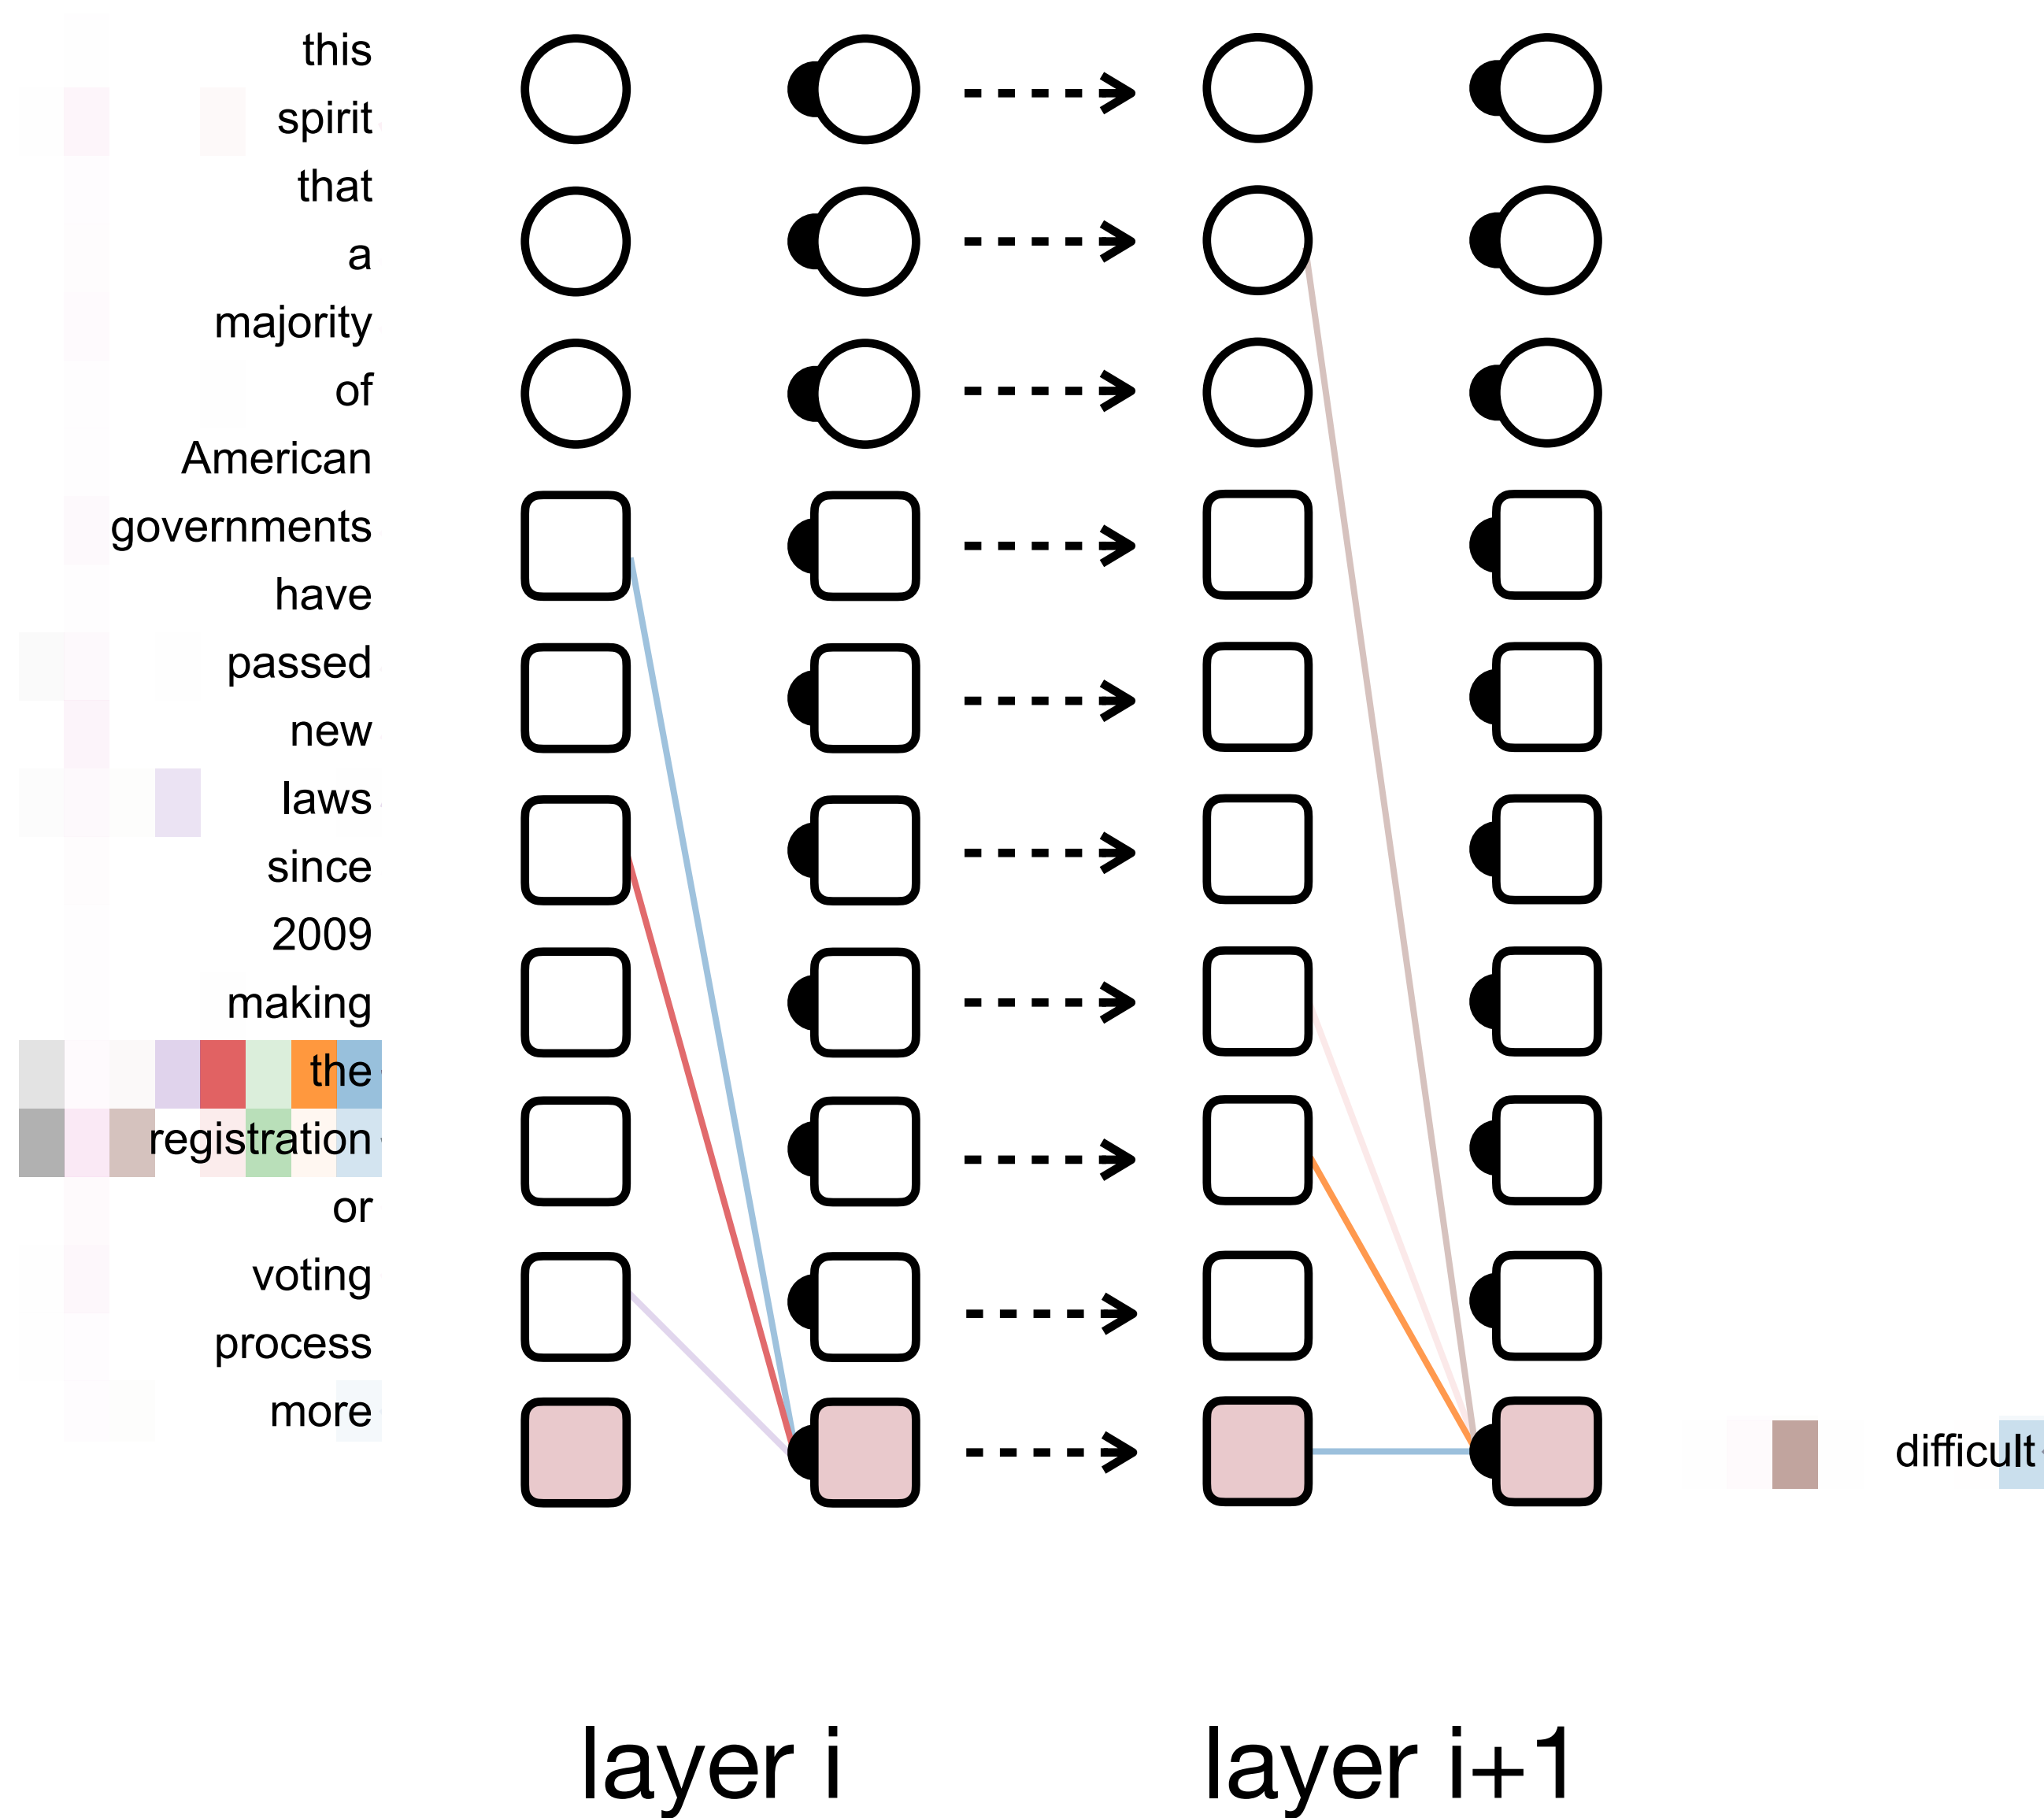 this
spirit
that
a
majority
of
American
governments
have
passed
new
laws
since
2009
making
the
registration
or
voting
process
more
difficult
layer i
layer i+1